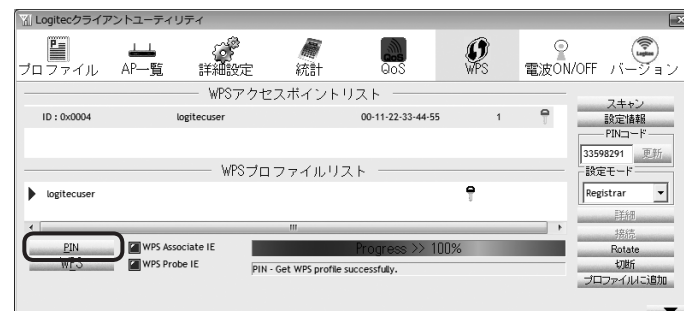 Logitecクライアントユーティリティ
プロファイル
AP一覧
詳細設定
統計
QoS
QoS
WPS
電波ON/OFF
バージョン
WPSアクセスポイントリスト
ID : 0x0004 logitecuser 00-11-22-33-44-55 1
WPSプロファイルリスト
logitecuser
PIN
WPS
WPS Associate IE
WPS Probe IE
Progress >> 100%
PIN - Get WPS profile successfully.
スキャン
設定情報
PINコード
33598291 更新
設定モード
Registrar
詳細
接続
Rotate
切断
プロファイルに追加